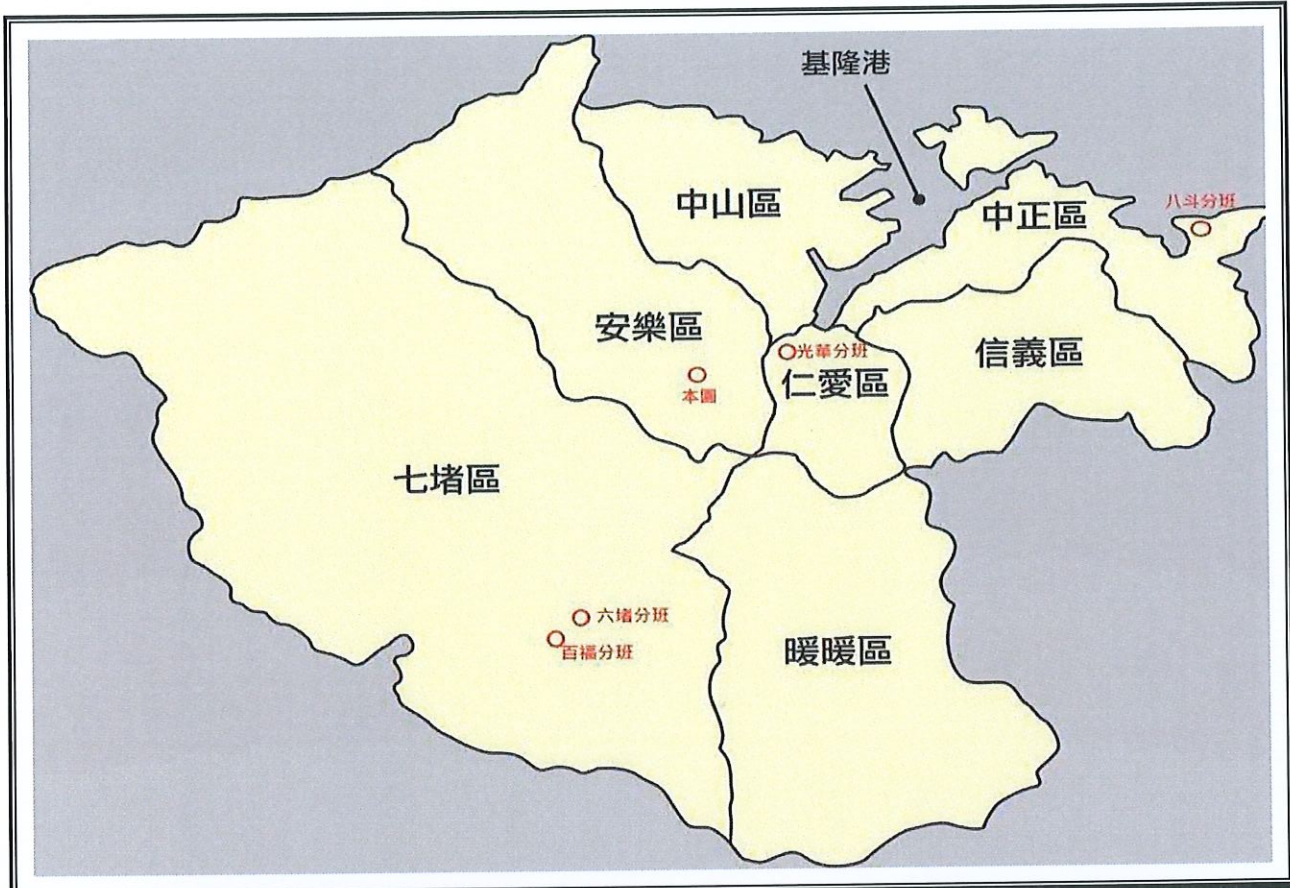 基隆港
中山區
中正區
八斗分班
安樂區
信義區
光華分班
仁愛區
本園
七堵區
六堵分班
百福分班
暖暖區